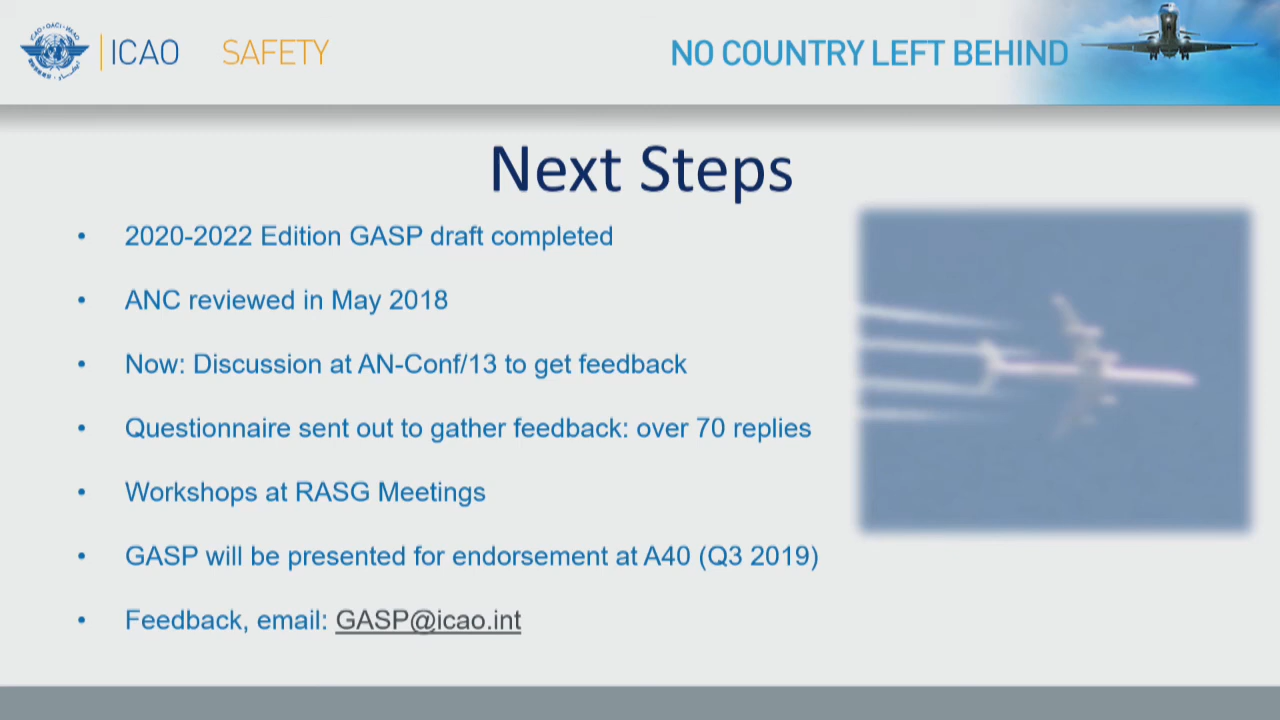 ICAO SAFETY
NO COUNTRY LEFT BEHIND
Next Steps
• 2020-2022 Edition GASP draft completed
• ANC reviewed in May 2018
• Now: Discussion at AN-Conf/13 to get feedback
• Questionnaire sent out to gather feedback: over 70 replies
• Workshops at RASG Meetings
• GASP will be presented for endorsement at A40 (Q3 2019)
• Feedback, email: GASP@icao.int